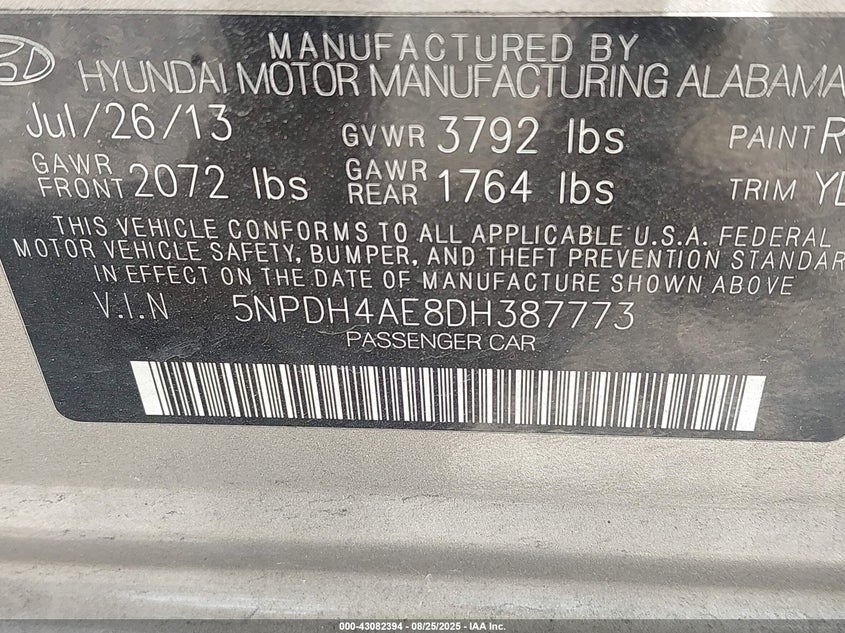 MANUFACTURED BY
HYUNDAI MOTOR MANUFACTURING ALABAMA
Jul/26/13 GVWR 3792 lbs PAINT R
GAWR FRONT 2072 lbs GAWR REAR 1764 lbs TRIM
THIS VEHICLE CONFORMS TO ALL APPLICABLE U.S.A. FEDERAL
MOTOR VEHICLE SAFETY, BUMPER, AND THEFT PREVENTION STANDAR
IN EFFECT ON THE DATE OF MANUFACTURE SHOWN ABOVE
V.I.N 5NPDH4AE8DH387773
PASSENGER CAR
000-43082394 - 08/25/2025 - IAA Inc.